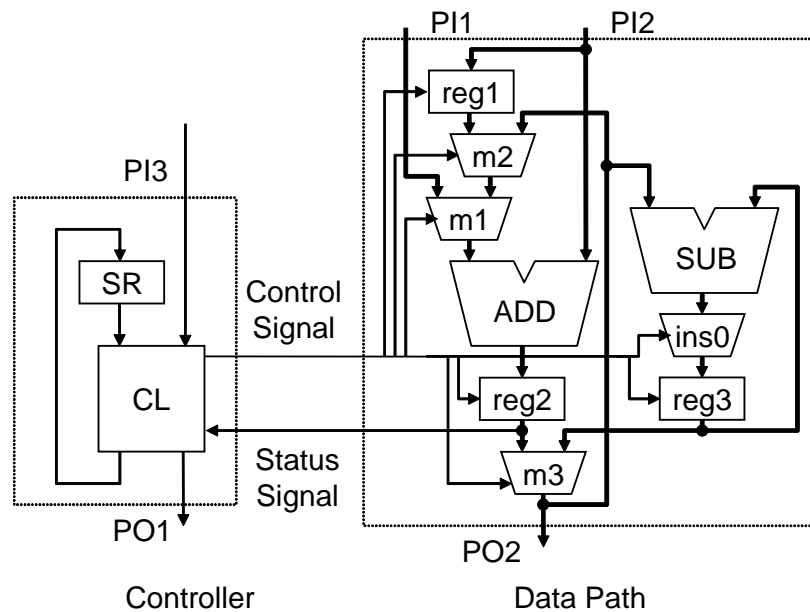 PI1
PI2
reg1
m2
PI3
m1
SR
SUB
Control
Signal
ADD
ins0
CL
reg2
reg3
Status
Signal
m3
PO1
PO2
Controller
Data Path